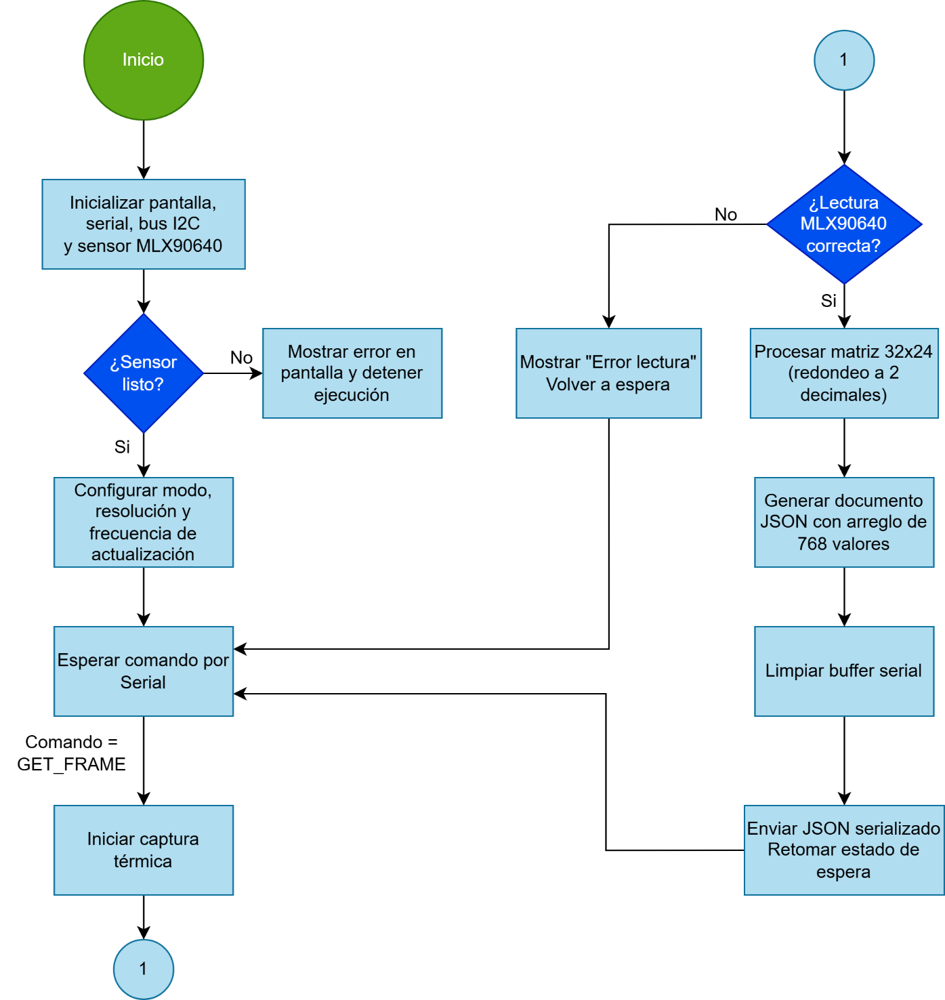 Inicio
Inicializar pantalla,
serial, bus I2C
y sensor MLX90640
¿Sensor
listo?
No
Mostrar error en
pantalla y detener
ejecución
Si
Configurar modo,
resolución y
frecuencia de
actualización
Esperar comando por
Serial
Comando =
GET_FRAME
Iniciar captura
térmica
1
1
¿Lectura
MLX90640
correcta?
No
Mostrar "Error lectura"
Volver a espera
Si
Procesar matriz 32x24
(redondeo a 2
decimales)
Generar documento
JSON con arreglo de
768 valores
Limpiar buffer serial
Enviar JSON serializado
Retomar estado de
espera